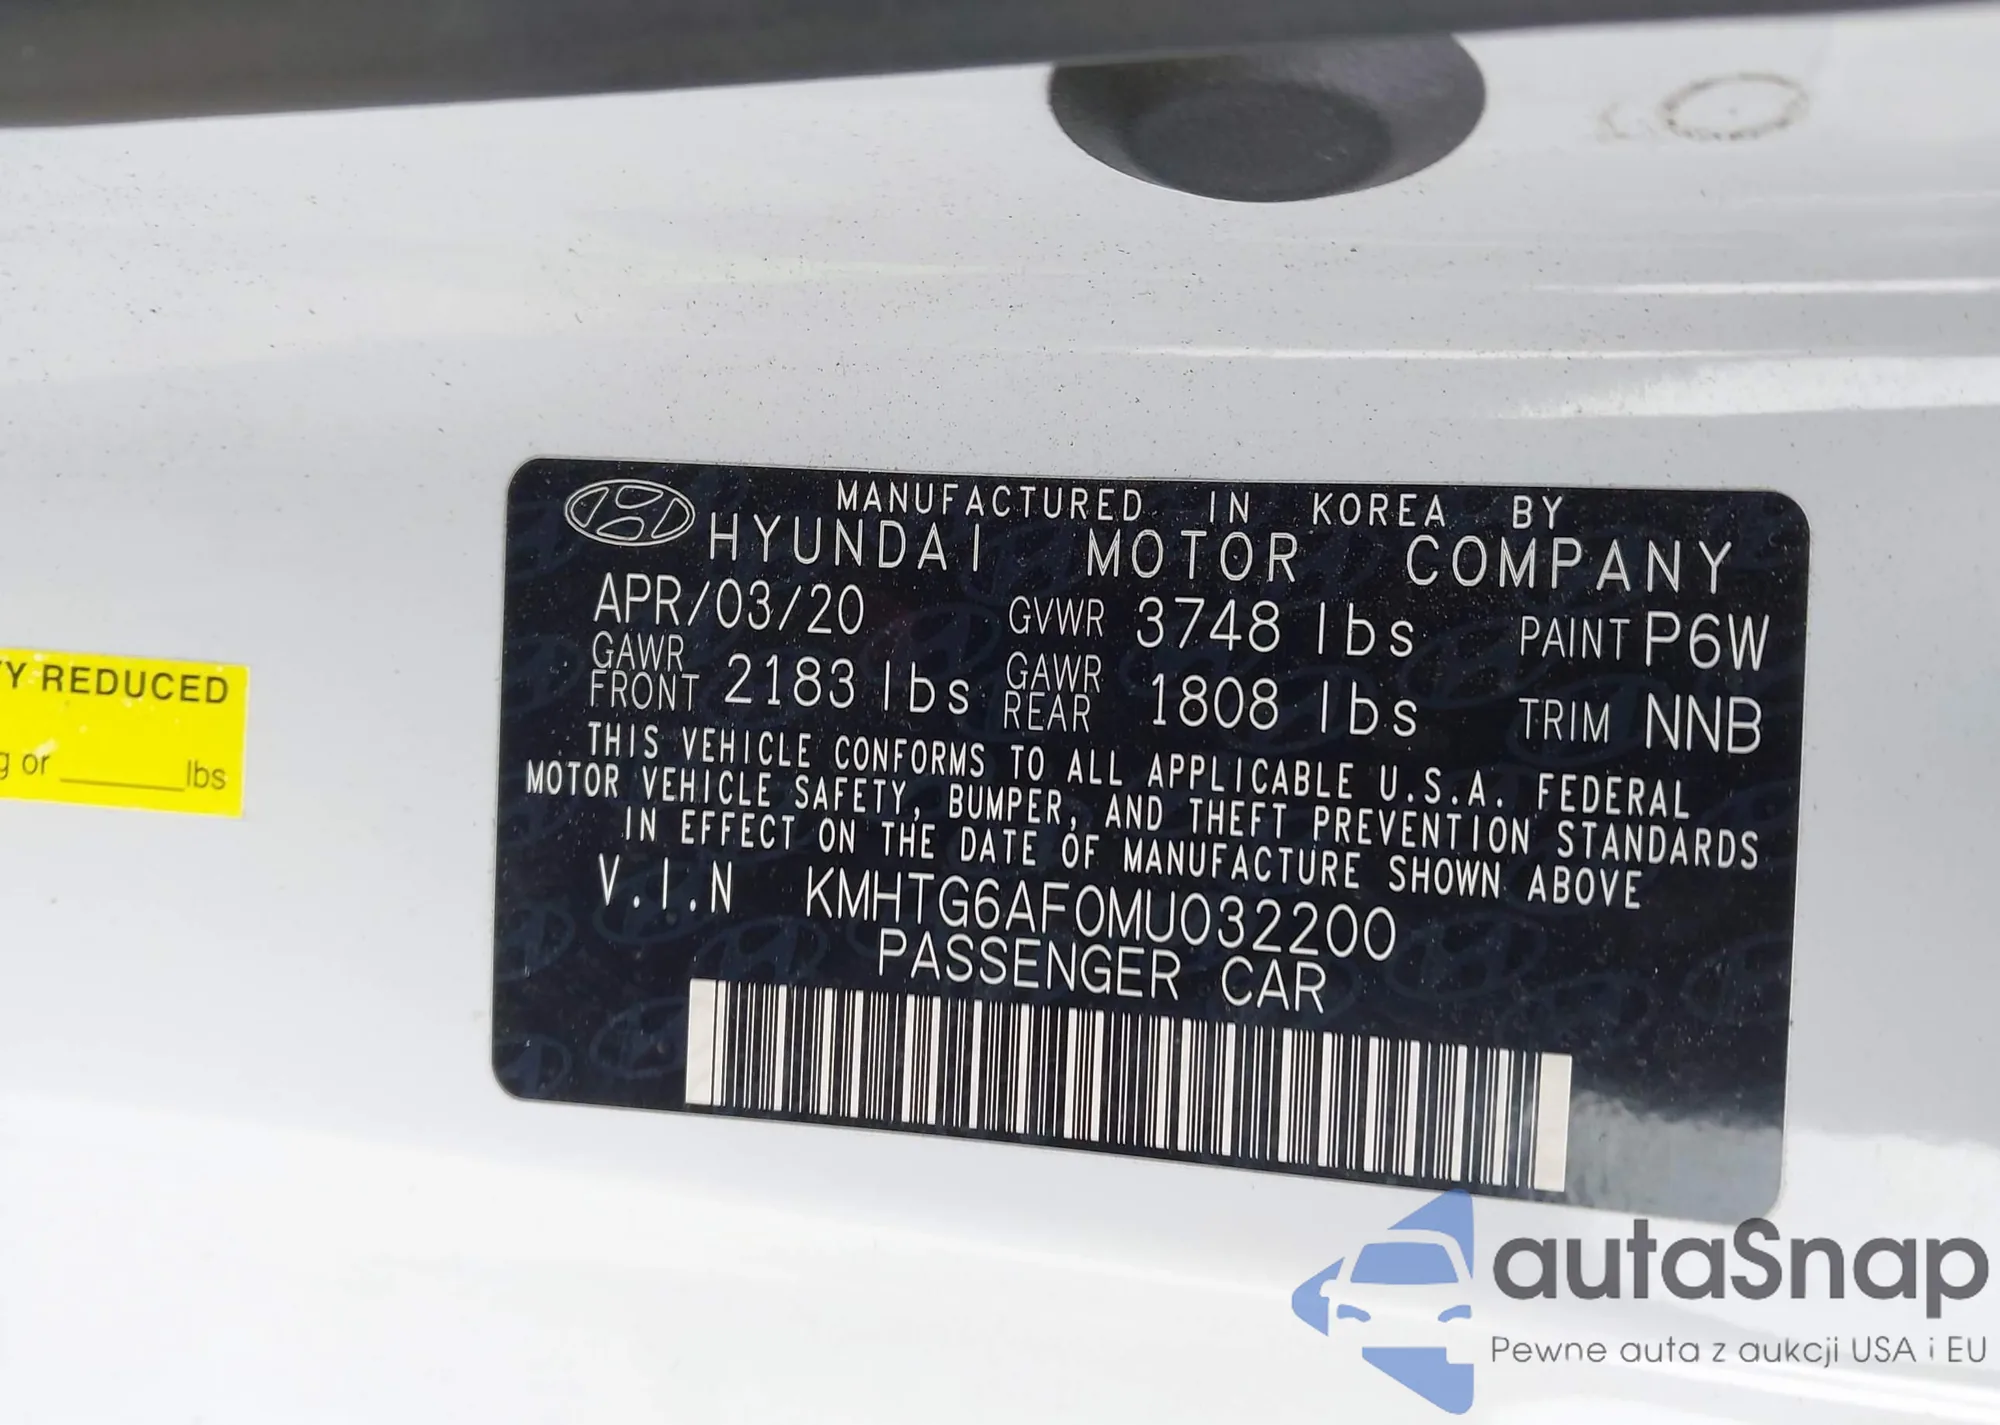 MANUFACTURED IN KOREA BY
HYUNDAI MOTOR COMPANY
APR/03/20 GVWR 3748 lbs PAINT P6W
GAWR FRONT 2183 lbs GAWR REAR 1808 lbs TRIM NNB
THIS VEHICLE CONFORMS TO ALL APPLICABLE U.S.A. FEDERAL
MOTOR VEHICLE SAFETY, BUMPER, AND THEFT PREVENTION STANDARDS
IN EFFECT ON THE DATE OF MANUFACTURE SHOWN ABOVE
V.I.N KMHTG6AF0MU032200
PASSENGER CAR
REDUCED
or ______lbs
autaSnap
Pewne auta z aukcji USA i EU